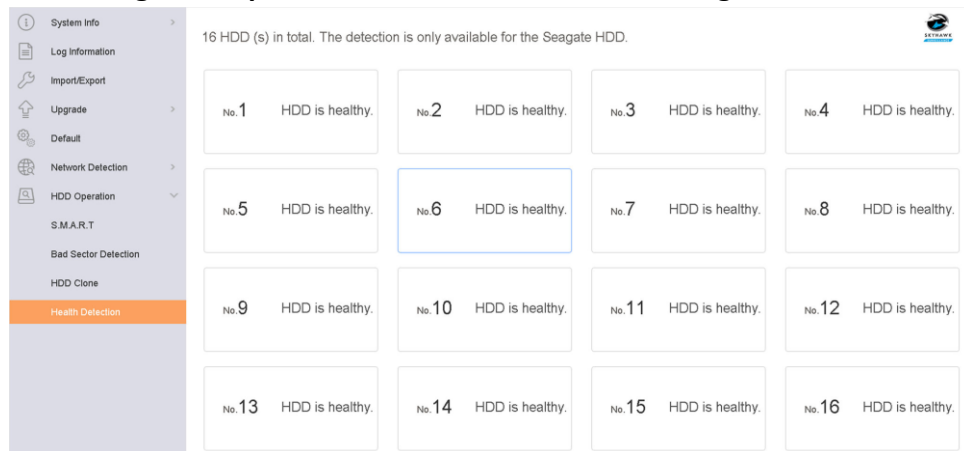 System Info
Log Information
Import/Export
Upgrade
Default
Network Detection
HDD Operation
S.M.A.R.T
Bad Sector Detection
HDD Clone
Health Detection
16 HDD (s) in total. The detection is only available for the Seagate HDD.
SKYHAWK
No.1 HDD is healthy.
No.2 HDD is healthy.
No.3 HDD is healthy.
No.4 HDD is healthy.
No.5 HDD is healthy.
No.6 HDD is healthy.
No.7 HDD is healthy.
No.8 HDD is healthy.
No.9 HDD is healthy.
No.10 HDD is healthy.
No.11 HDD is healthy.
No.12 HDD is healthy.
No.13 HDD is healthy.
No.14 HDD is healthy.
No.15 HDD is healthy.
No.16 HDD is healthy.